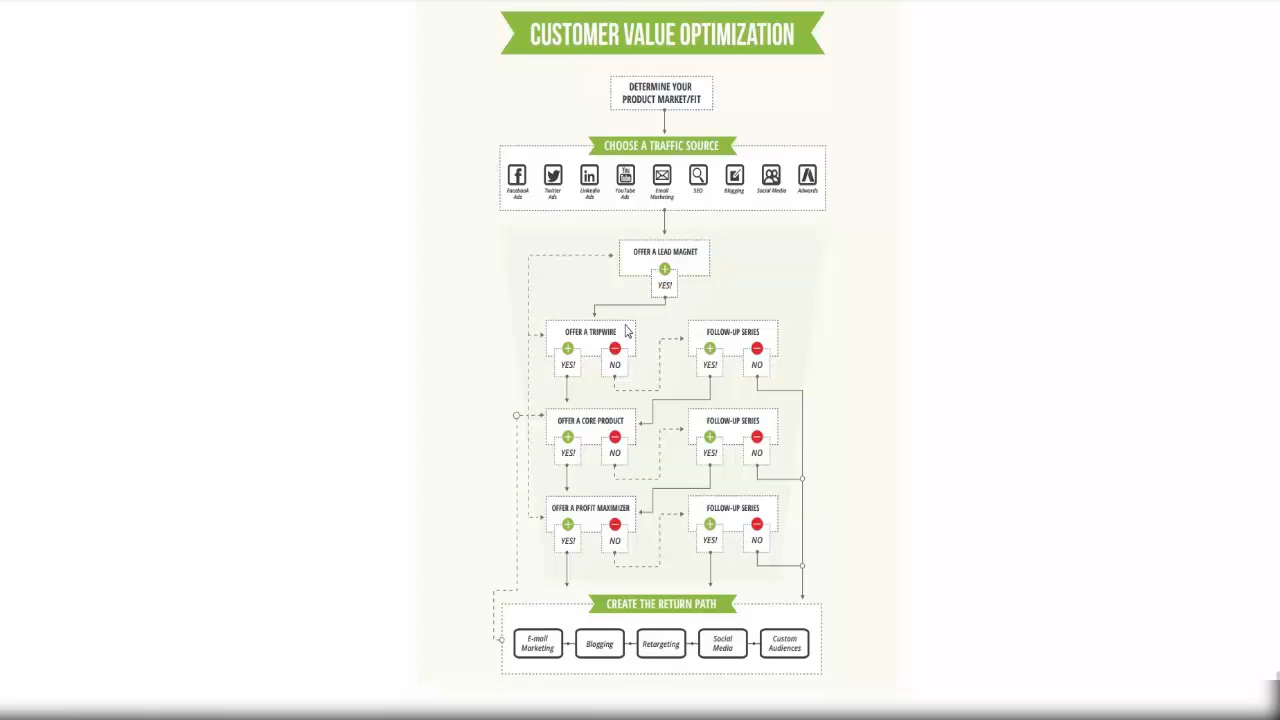 CUSTOMER VALUE OPTIMIZATION
DETERMINE YOUR
PRODUCT MARKET/FIT
CHOOSE A TRAFFIC SOURCE
Facebook
Ads
Twitter
Ads
LinkedIn
Ads
You
Tube
YouTube
Ads
Email
Marketing
SEO
Blogging
Social Media
Adwords
OFFER A LEAD MAGNET
YES!
OFFER A TRIPWIRE
YES!
NO
FOLLOW-UP SERIES
YES!
NO
OFFER A CORE PRODUCT
YES!
NO
FOLLOW-UP SERIES
YES!
NO
OFFER A PROFIT MAXIMIZER
YES!
NO
FOLLOW-UP SERIES
YES!
NO
CREATE THE RETURN PATH
E-mail
Marketing
Blogging
Retargeting
Social
Media
Custom
Audiences